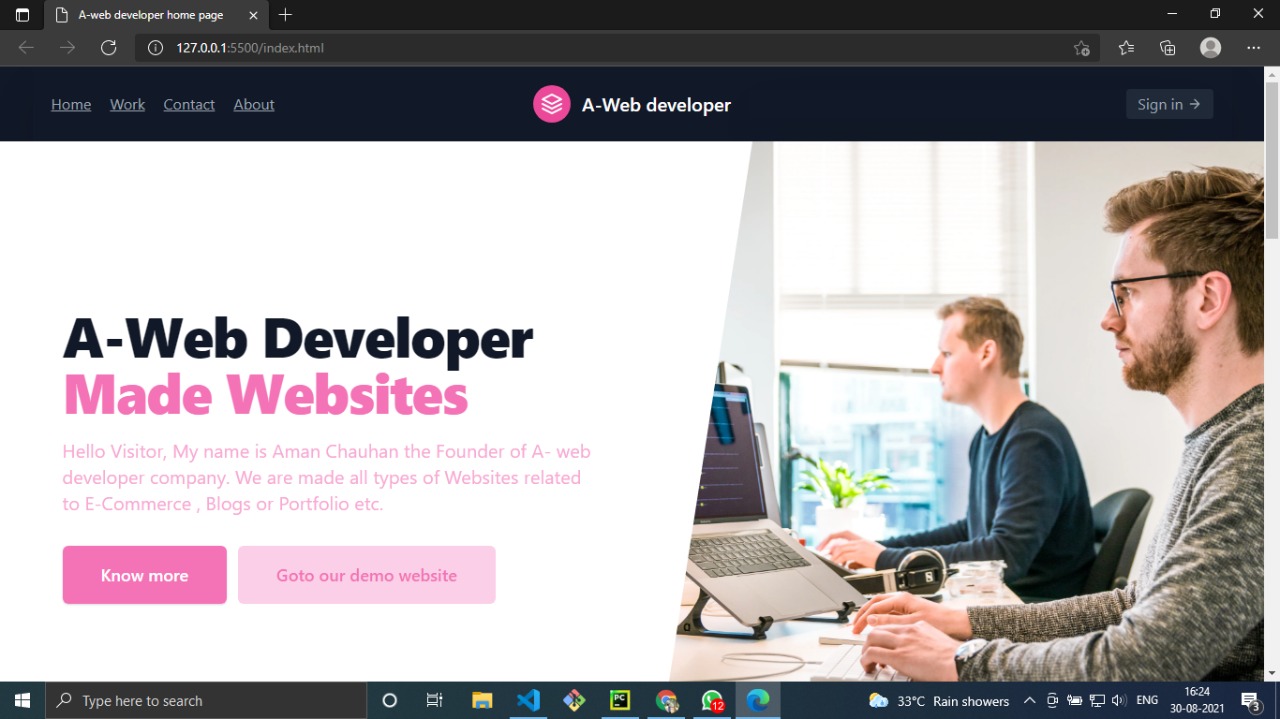 A-web developer home page
127.0.0.1:5500/index.html
Home Work Contact About
A-Web developer
Sign in →
A-Web Developer
Made Websites
Hello Visitor, My name is Aman Chauhan the Founder of A- web
developer company. We are made all types of Websites related
to E-Commerce , Blogs or Portfolio etc.
Know more
Goto our demo website
Type here to search
PC
12
33°C Rain showers
ENG
16:24
30-08-2021
3